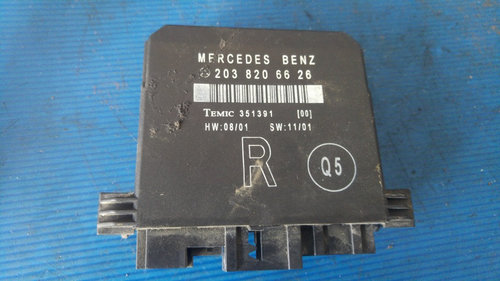 MERCEDES BENZ
203 820 66 26
TEMIC 351391 [00]
HW:08/01 SW:11/01
R
Q5